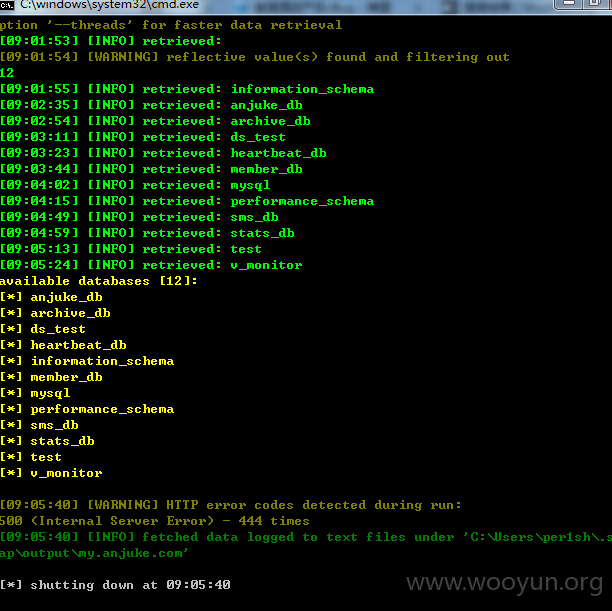 C:\windows\system32\cmd.exe
ption '--threads' for faster data retrieval
[09:01:53] [INFO] retrieved:
[09:01:54] [WARNING] reflective value(s) found and filtering out
12
[09:01:55] [INFO] retrieved: information_schema
[09:02:35] [INFO] retrieved: anjuke_db
[09:02:54] [INFO] retrieved: archive_db
[09:03:11] [INFO] retrieved: ds_test
[09:03:23] [INFO] retrieved: heartbeat_db
[09:03:44] [INFO] retrieved: member_db
[09:04:02] [INFO] retrieved: mysql
[09:04:15] [INFO] retrieved: performance_schema
[09:04:49] [INFO] retrieved: sms_db
[09:04:59] [INFO] retrieved: stats_db
[09:05:13] [INFO] retrieved: test
[09:05:24] [INFO] retrieved: v_monitor
available databases [12]:
[*] anjuke_db
[*] archive_db
[*] ds_test
[*] heartbeat_db
[*] information_schema
[*] member_db
[*] mysql
[*] performance_schema
[*] sms_db
[*] stats_db
[*] test
[*] v_monitor
[09:05:40] [WARNING] HTTP error codes detected during run:
500 (Internal Server Error) - 444 times
[09:05:40] [INFO] fetched data logged to text files under 'C:\Users\per1sh\.s
ap\output\my.anjuke.com'
[*] shutting down at 09:05:40
www.wooyun.org